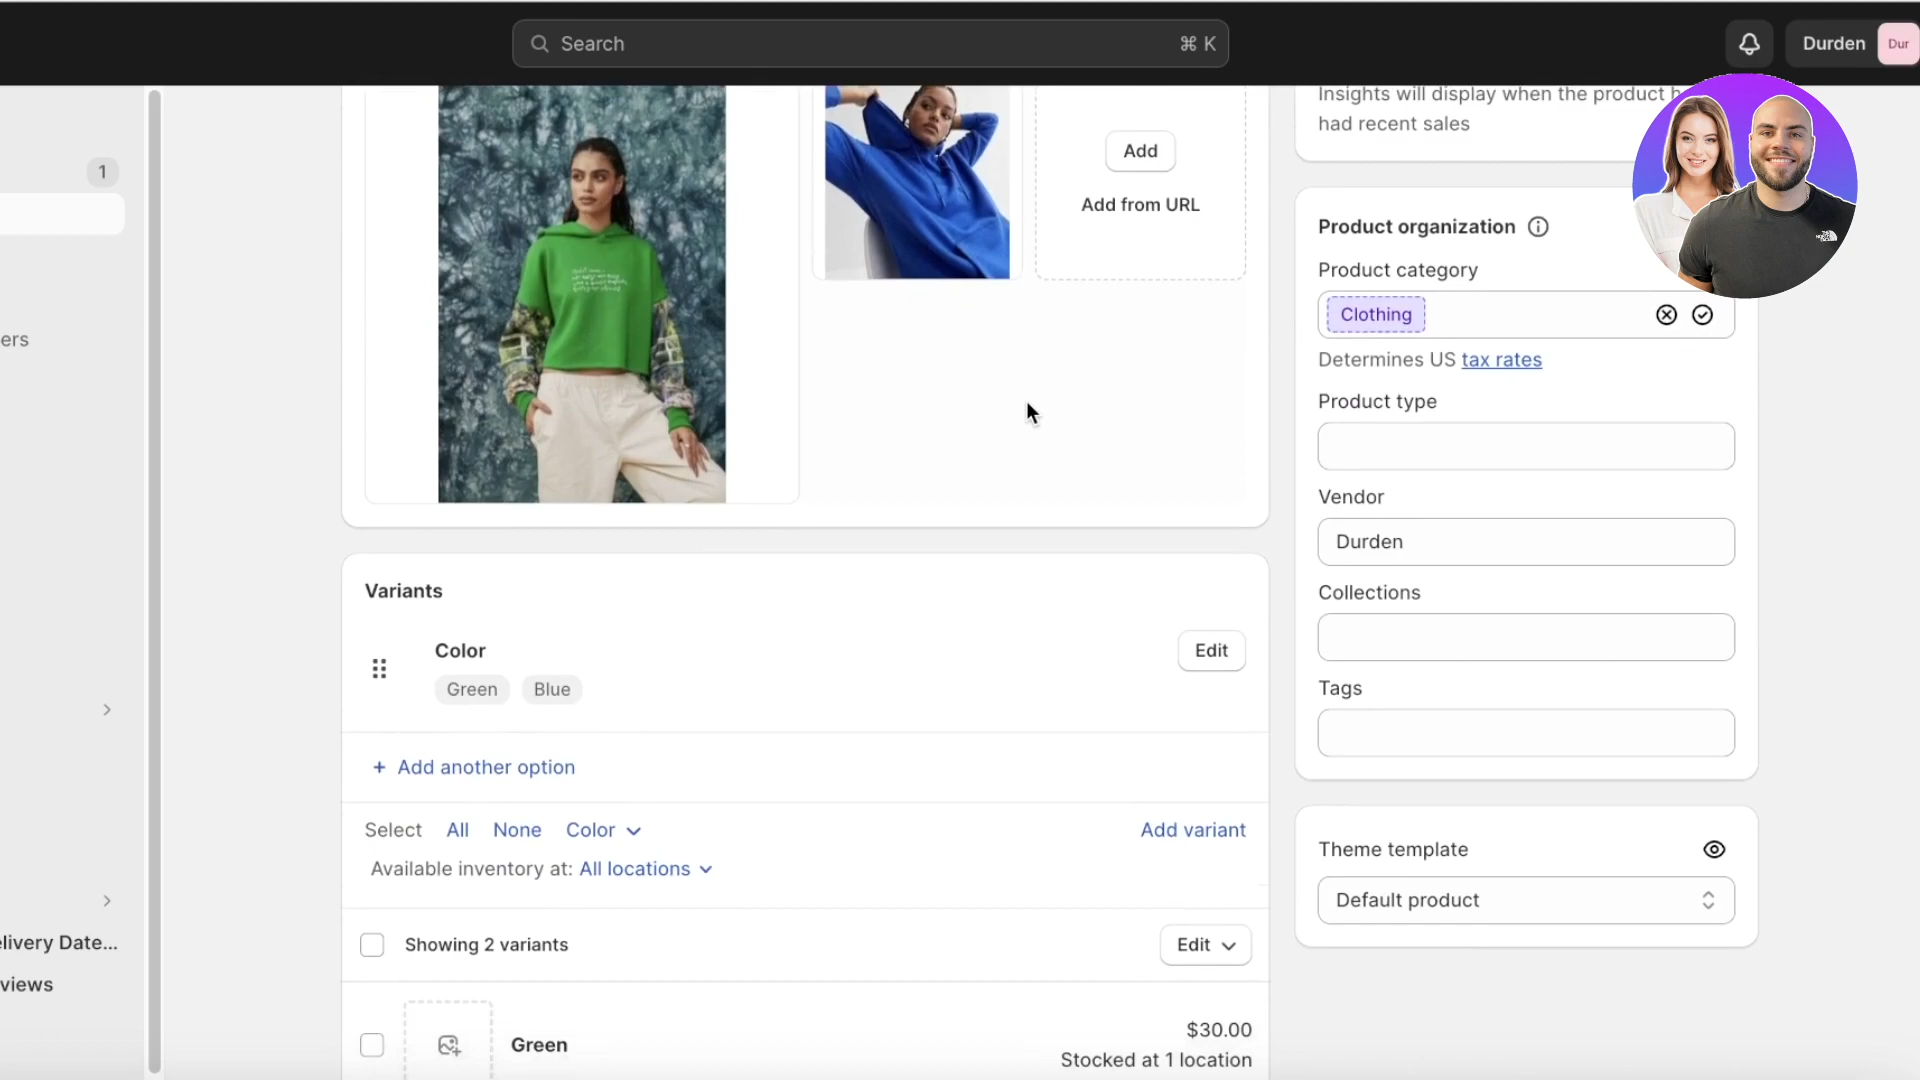 Search
⌘ K
Durden
Dur
Insights will display when the product h
had recent sales
THE
NORTH
FACE
1
Add
Add from URL
Product organization
Product category
Clothing
Determines US tax rates
Product type
Vendor
Durden
Collections
Tags
Theme template
Default product
ers
elivery Date...
views
Variants
Color
Edit
Green
Blue
+ Add another option
Select All None Color
Add variant
Available inventory at: All locations
Showing 2 variants
Edit
Green
$30.00
Stocked at 1 location